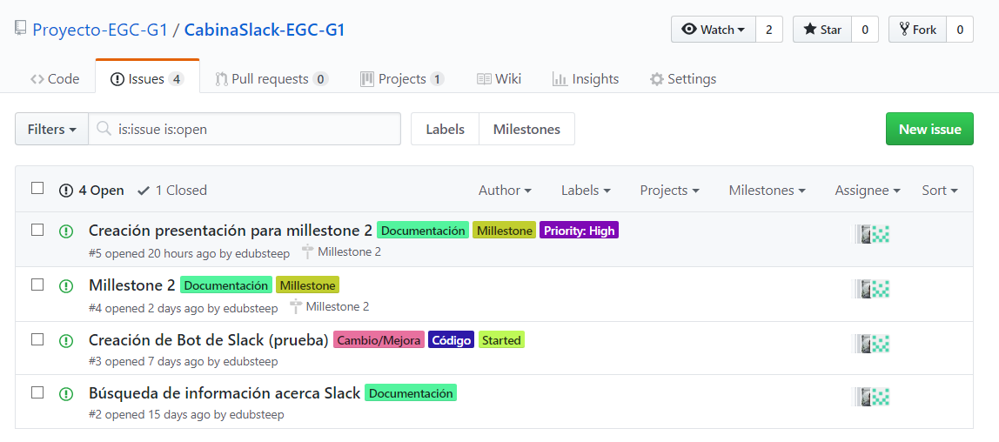 Proyecto-EGC-G1 / CabinaSlack-EGC-G1
Watch 2 Star 0 Fork 0
Code Issues 4 Pull requests 0 Projects 1 Wiki Insights Settings
Filters is:issue is:open Labels Milestones New issue
4 Open 1 Closed Author Labels Projects Milestones Assignee Sort
Creación presentación para millestone 2 Documentación Millestone Priority: High
#5 opened 20 hours ago by edubsteep Millestone 2
Millestone 2 Documentación Millestone
#4 opened 2 days ago by edubsteep Millestone 2
Creación de Bot de Slack (prueba) Cambio/Mejora Código Started
#3 opened 7 days ago by edubsteep
Búsqueda de información acerca Slack Documentación
#2 opened 15 days ago by edubsteep